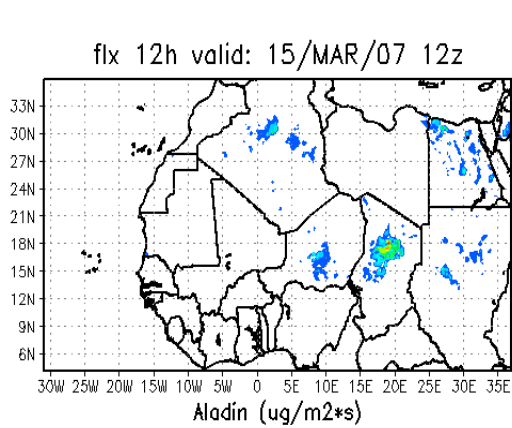 flx 12h valid: 15/MAR/07 12z
33N
30N
27N
24N
21N
18N
15N
12N
9N
6N
30W 25W 20W 15W 10W 5W 0 5E 10E 15E 20E 25E 30E 35E
Aladin (ug/m2*s)